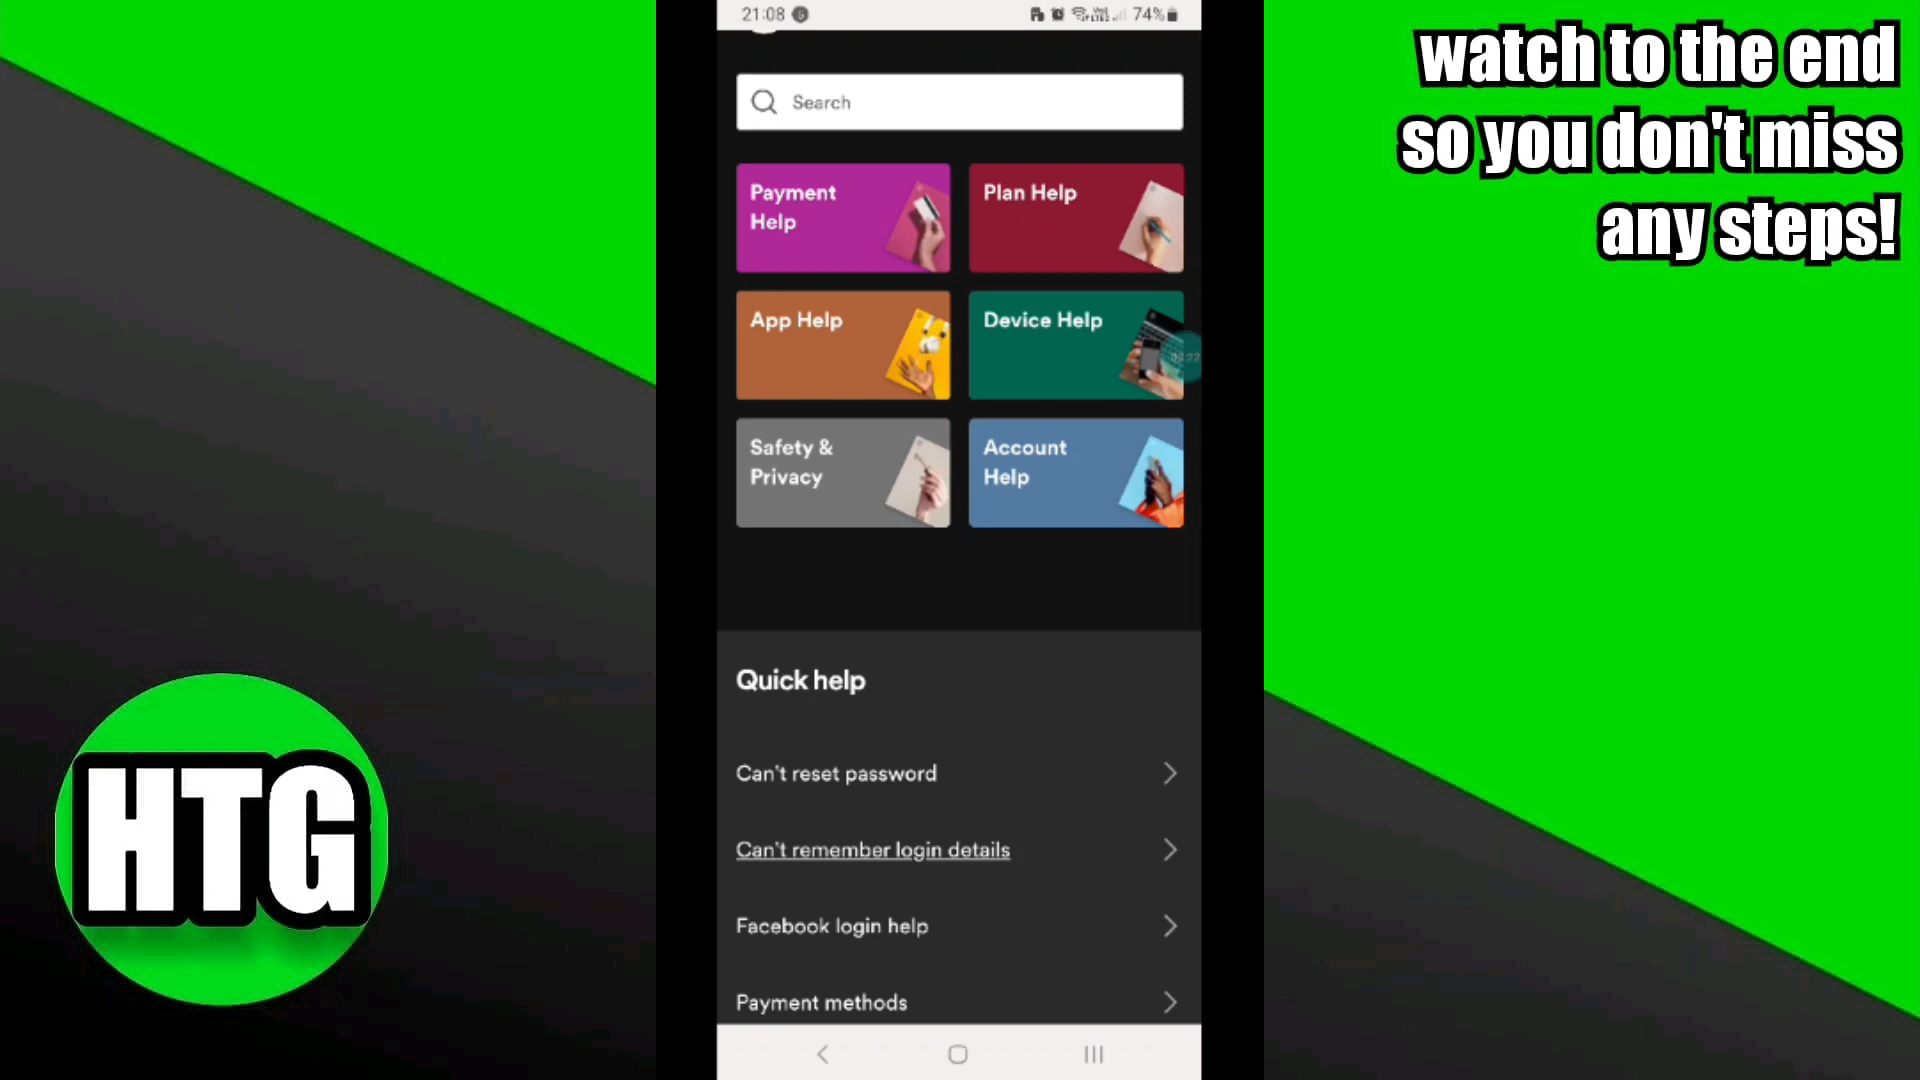 21:08
74%
watch to the end
so you don't miss
any steps!
Search
Payment
Help
Plan Help
App Help
Device Help
Safety &
Privacy
Account
Help
Quick help
Can't reset password
Can't remember login details
Facebook login help
Payment methods
HTG